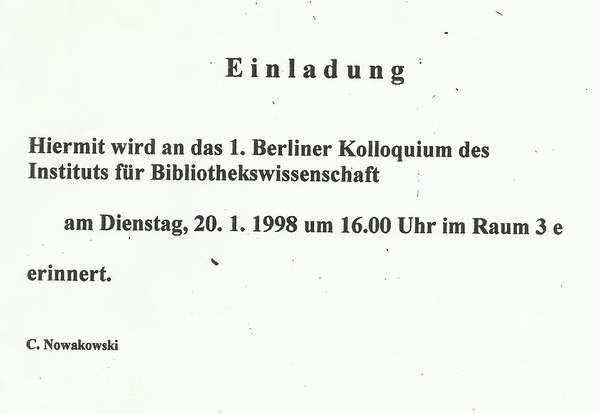 Einladung
Hiermit wird an das 1. Berliner Kolloquium des
Instituts für Bibliothekswissenschaft
am Dienstag, 20. 1. 1998 um 16.00 Uhr im Raum 3 e
erinnert.
C. Nowakowski